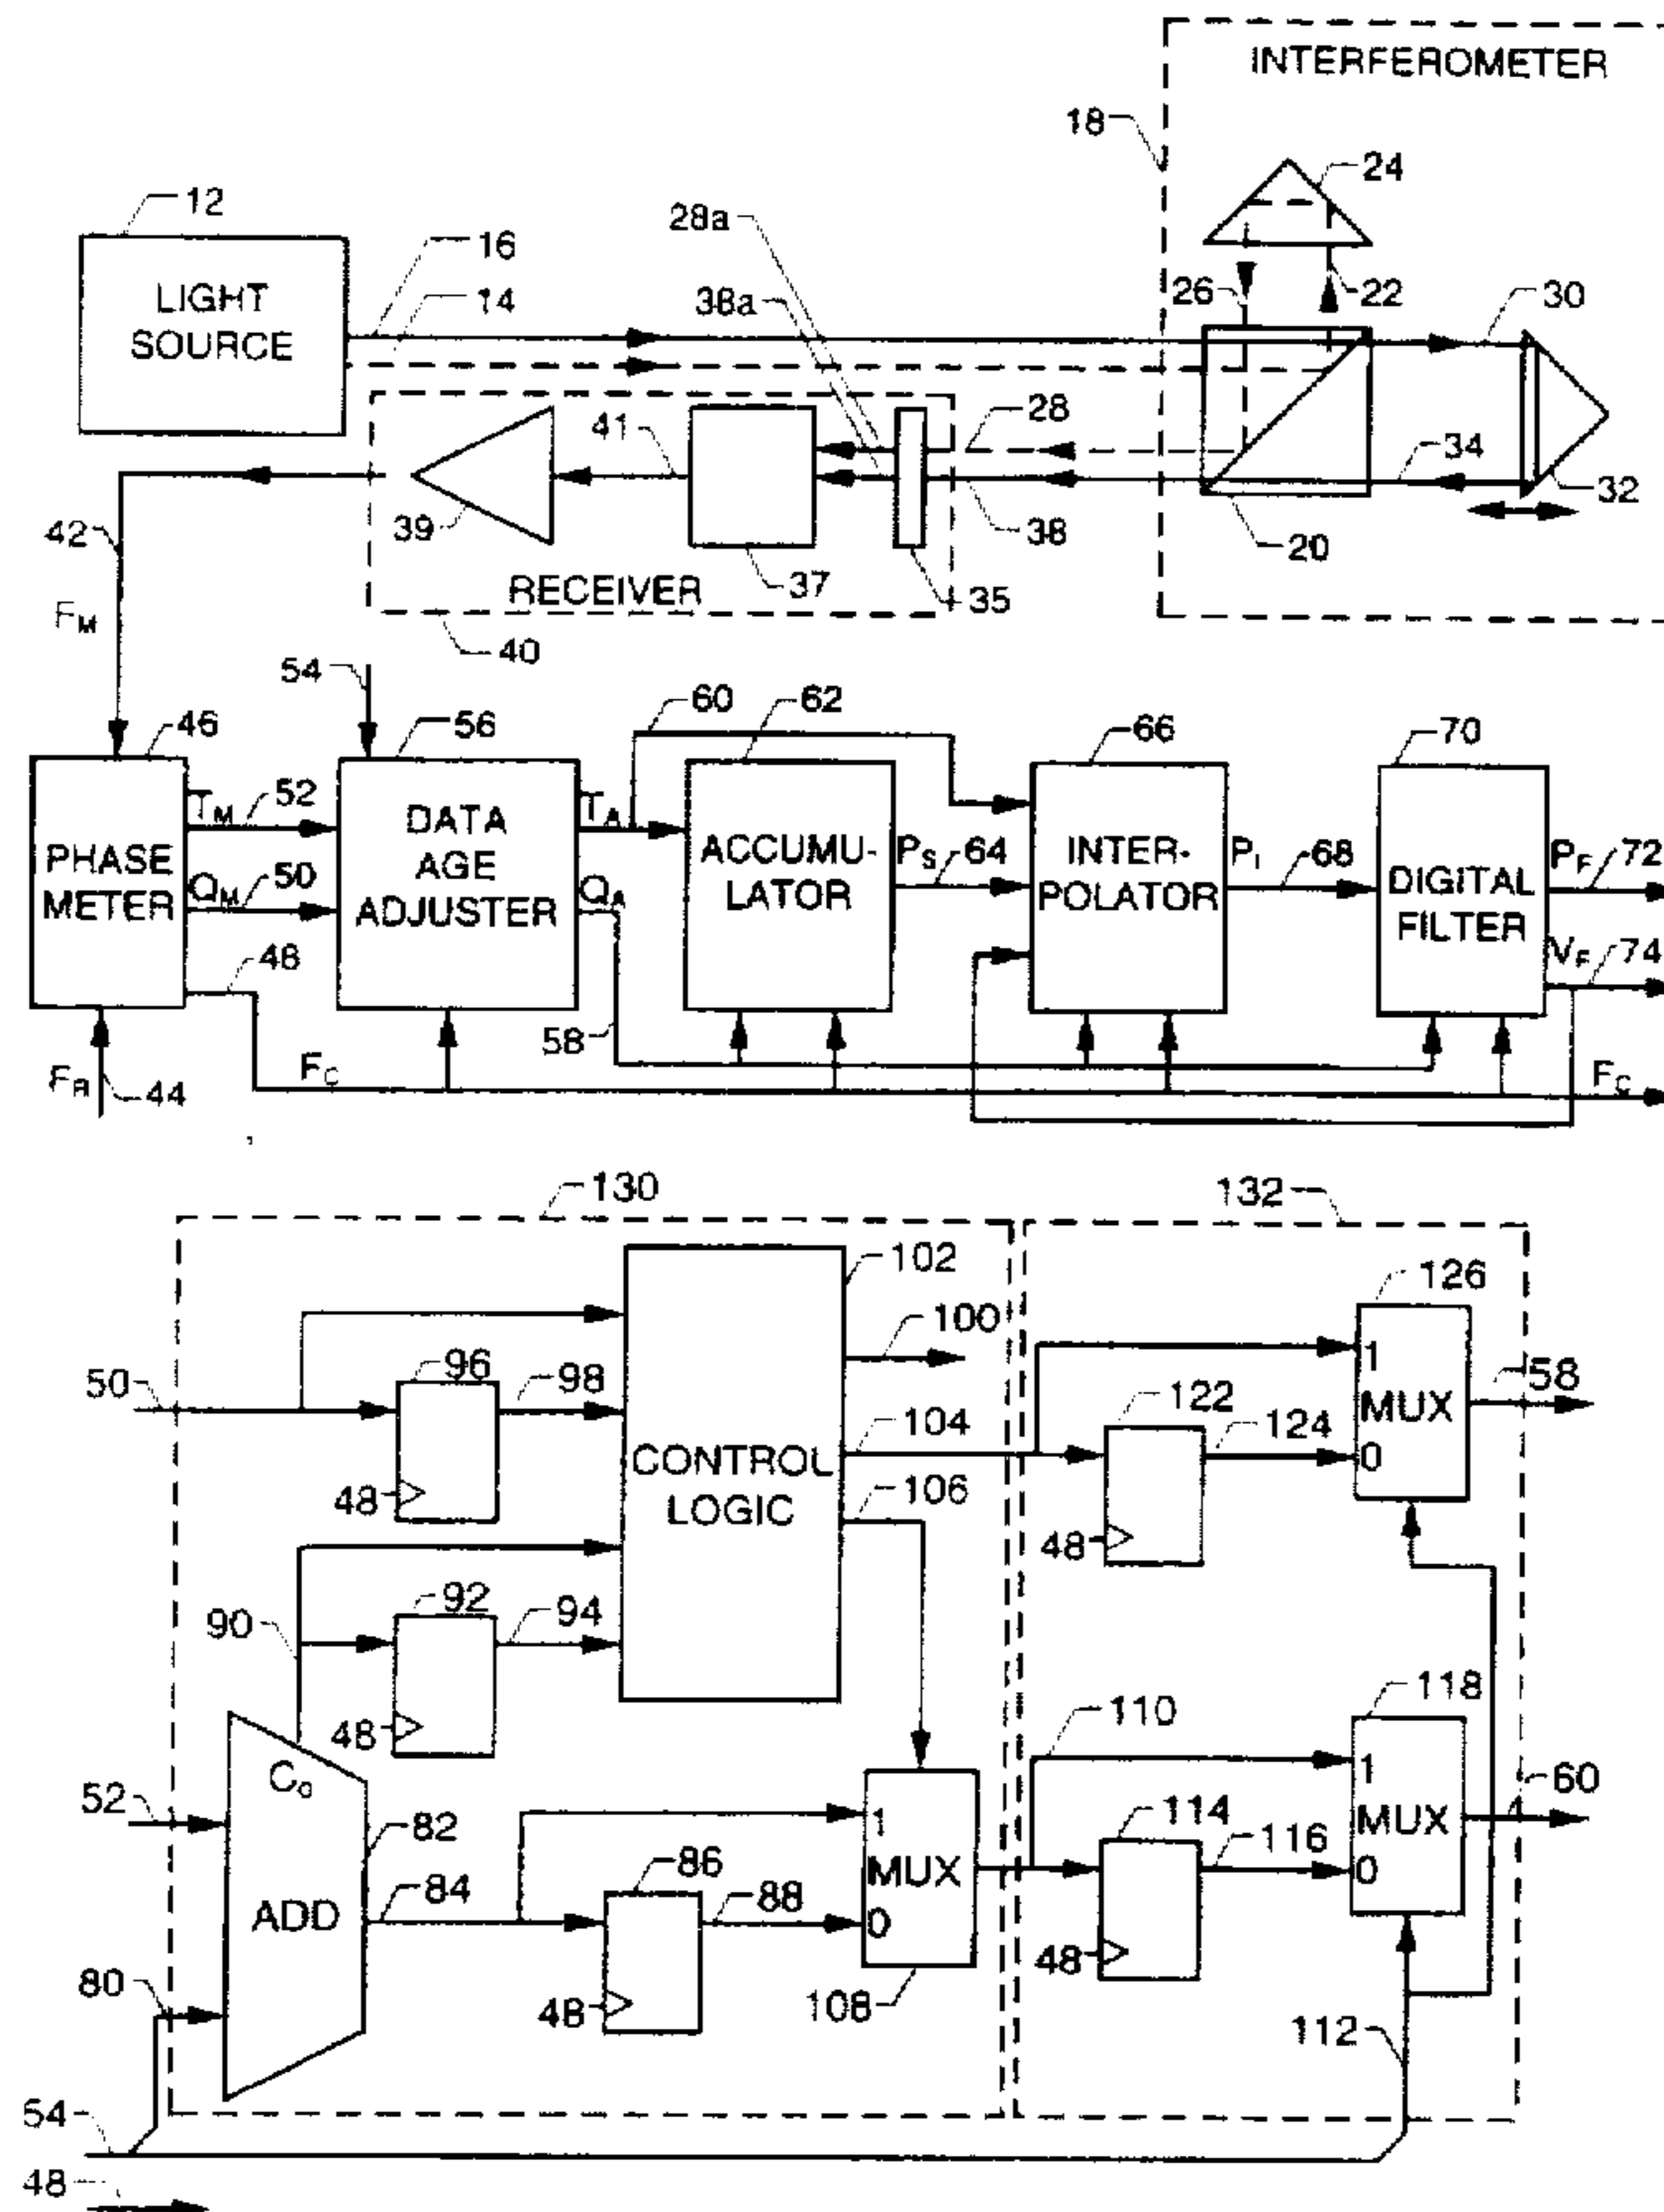 INTERFEROMETER
18
24
12
28a
16
LIGHT
SOURCE
14
38a
26
22
30
41
28
34
32
39
38
20
42
RECEIVER
37
35
FM
40
54
60
62
46
56
66
70
TM
52
DATA
AGE
ADJUSTER
TA
PHASE
METER
QM
50
QA
ACCUMU-
LATOR
PS
64
INTER-
POLATOR
PI
68
DIGITAL
FILTER
PF
72
VF
74
48
58
FR
44
FC
FC
130
132
102
126
100
50
96
98
1
58
122
MUX
104
124
CONTROL
LOGIC
0
48
106
48
92
94
90
118
48
110
Co
1
60
52
82
1
114
MUX
86
116
84
MUX
0
88
ADD
0
48
80
48
108
112
54
48